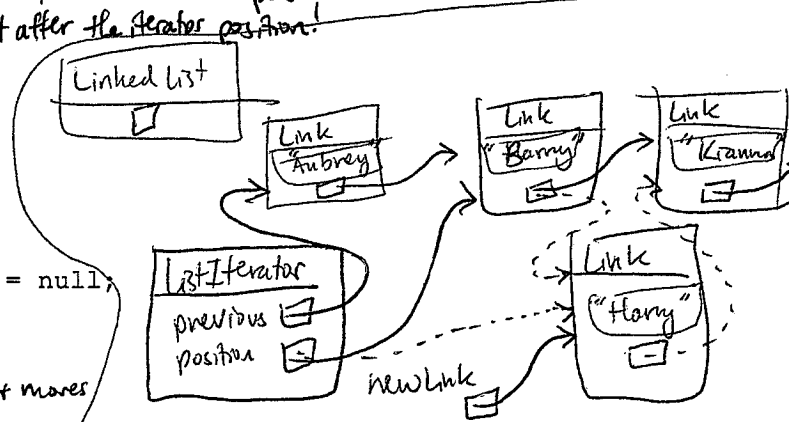 t after the iterator position!
Linked List
Link
"Aubrey"
Link
"Barry"
Link
"Kianna"
= null;
ListIterator
previous
position
Link
"Harry"
newLink
r moves